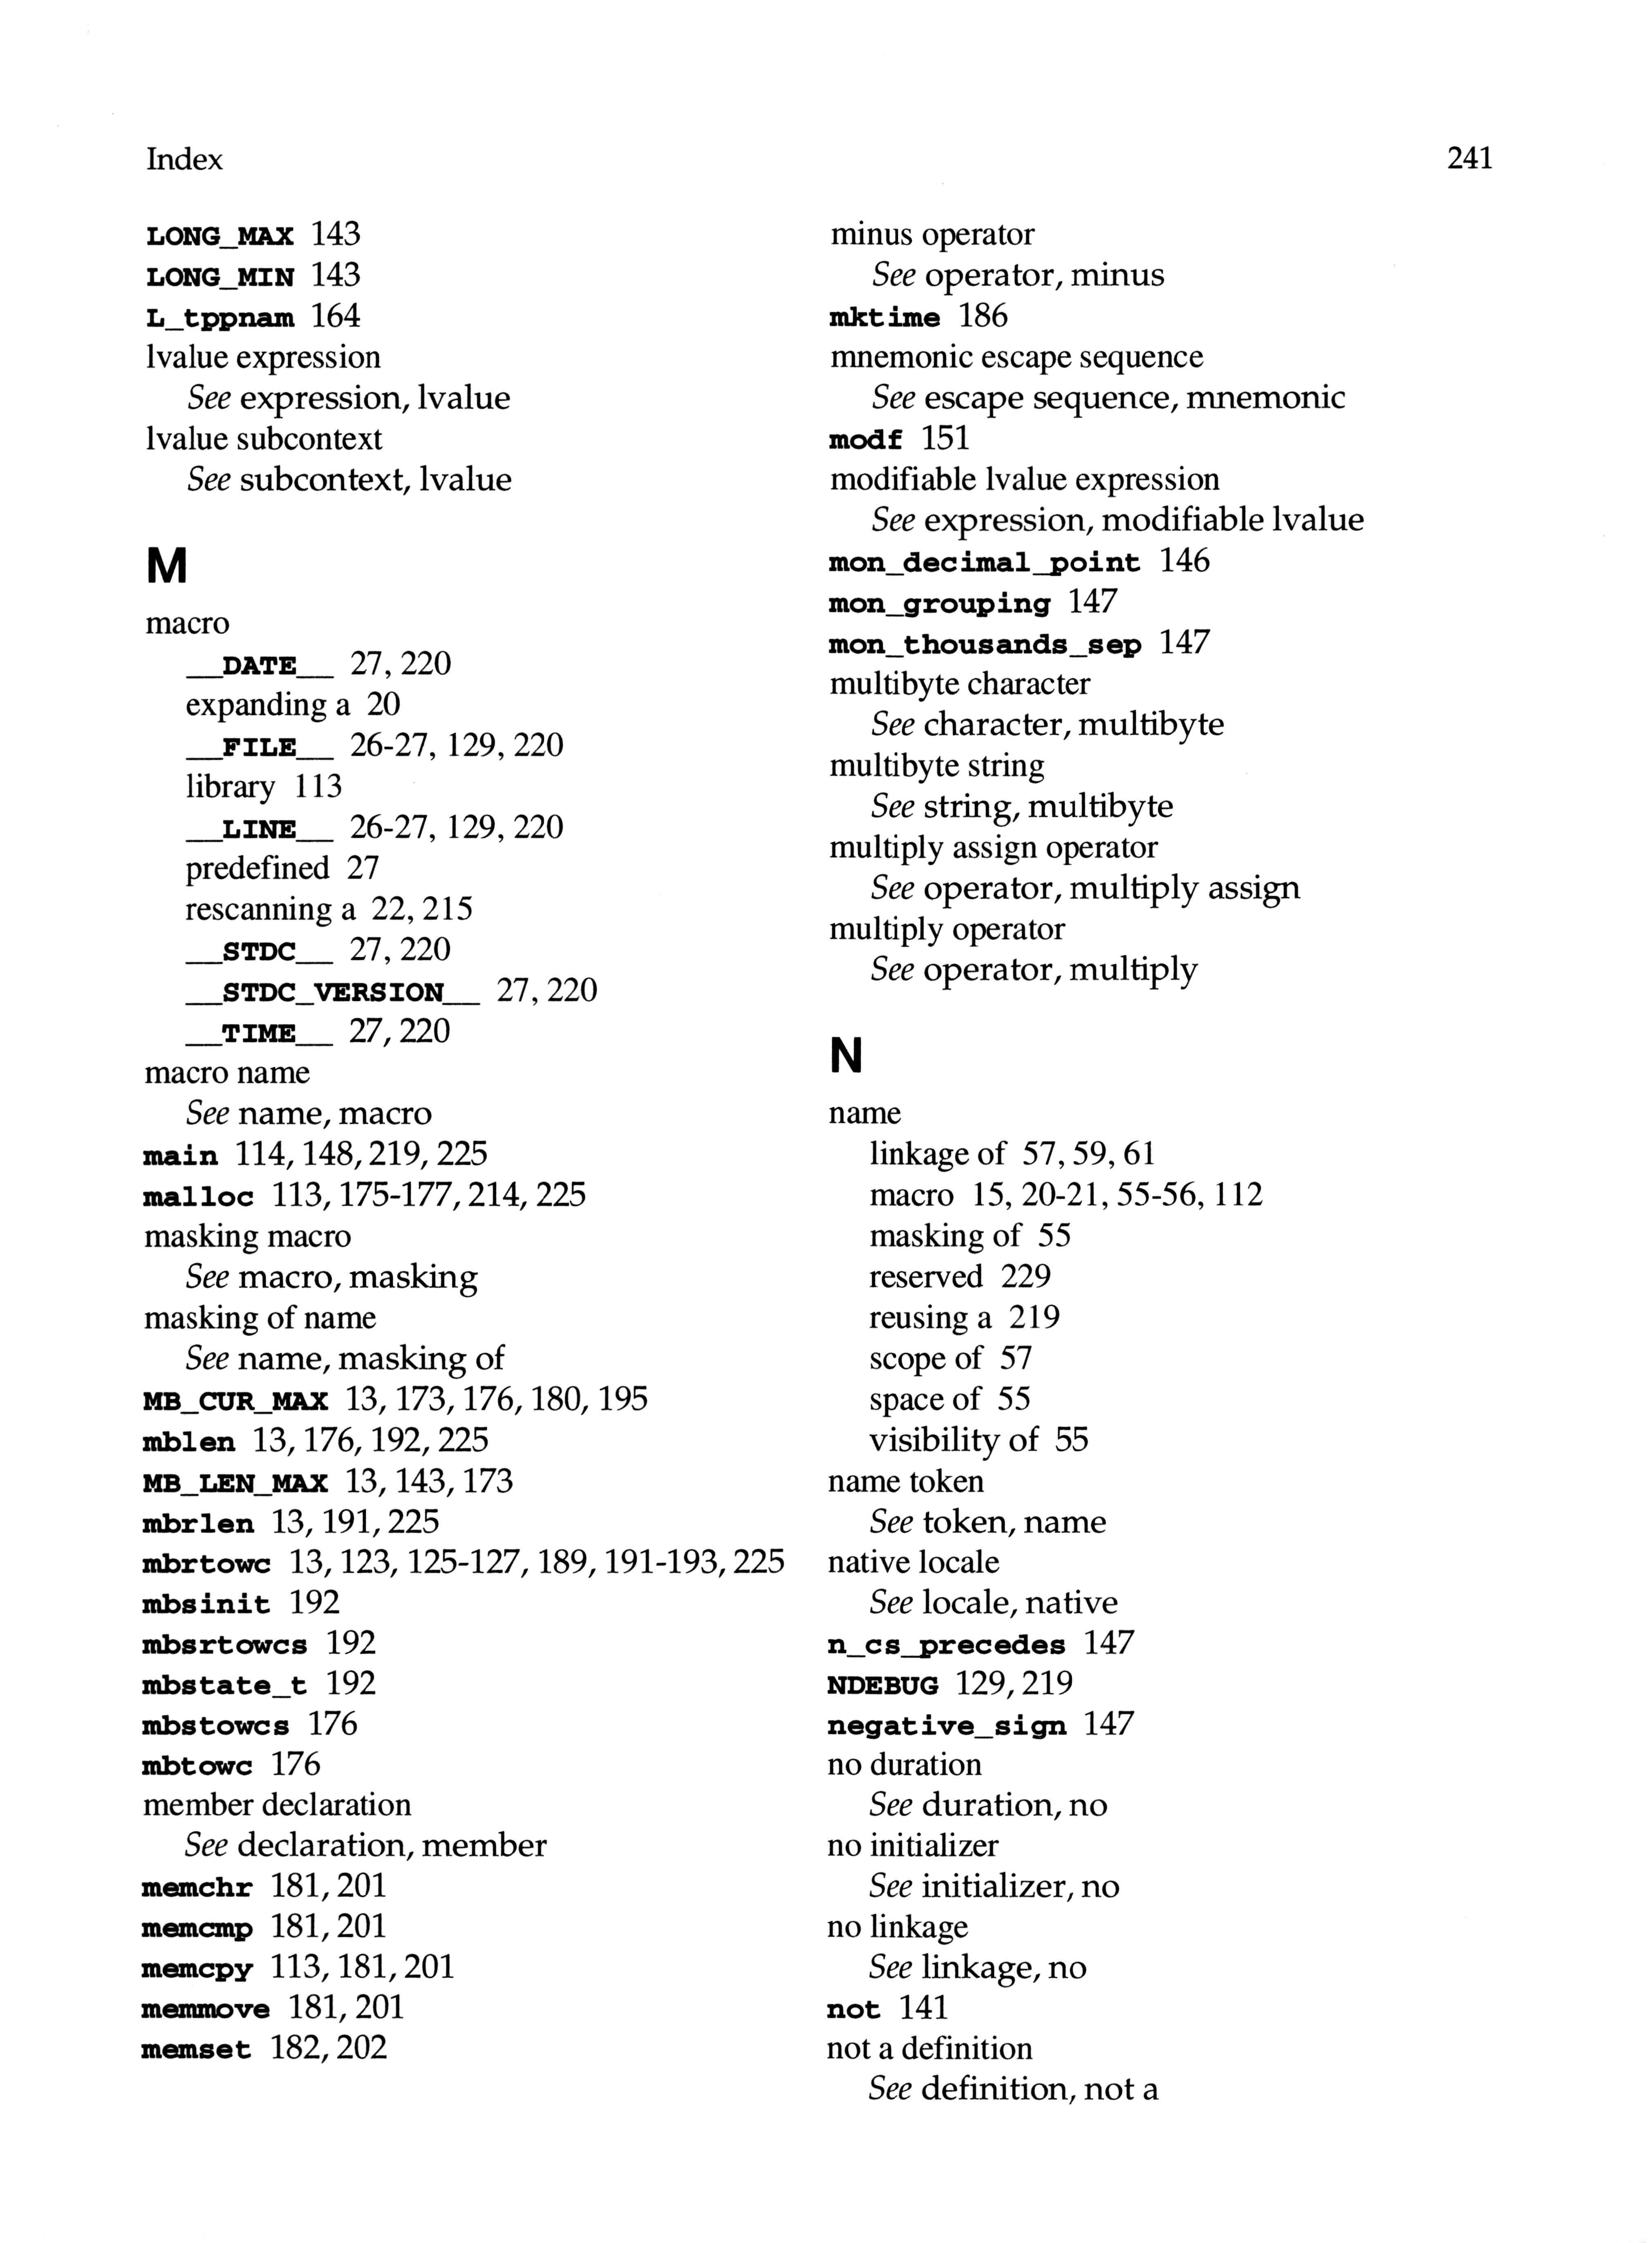 Index
241
LONG_MAX 143
LONG_MIN 143
L_tppnam 164
lvalue expression
See expression, lvalue
lvalue subcontext
See subcontext, lvalue
M
macro
__DATE__ 27, 220
expanding a 20
__FILE__ 26-27, 129, 220
library 113
__LINE__ 26-27, 129, 220
predefined 27
rescanning a 22, 215
__STDC__ 27, 220
__STDC_VERSION__ 27, 220
__TIME__ 27, 220
macro name
See name, macro
main 114, 148, 219, 225
malloc 113, 175-177, 214, 225
masking macro
See macro, masking
masking of name
See name, masking of
MB_CUR_MAX 13, 173, 176, 180, 195
mblen 13, 176, 192, 225
MB_LEN_MAX 13, 143, 173
mbrlen 13, 191, 225
mbrtowc 13, 123, 125-127, 189, 191-193, 225
mbsinit 192
mbsrtowcs 192
mbstate_t 192
mbstowcs 176
mbtowc 176
member declaration
See declaration, member
memchr 181, 201
memcmp 181, 201
memcpy 113, 181, 201
memmove 181, 201
memset 182, 202
minus operator
See operator, minus
mktime 186
mnemonic escape sequence
See escape sequence, mnemonic
modf 151
modifiable lvalue expression
See expression, modifiable lvalue
mon_decimal_point 146
mon_grouping 147
mon_thousands_sep 147
multibyte character
See character, multibyte
multibyte string
See string, multibyte
multiply assign operator
See operator, multiply assign
multiply operator
See operator, multiply
N
name
linkage of 57, 59, 61
macro 15, 20-21, 55-56, 112
masking of 55
reserved 229
reusing a 219
scope of 57
space of 55
visibility of 55
name token
See token, name
native locale
See locale, native
n_cs_precedes 147
NDEBUG 129, 219
negative_sign 147
no duration
See duration, no
no initializer
See initializer, no
no linkage
See linkage, no
not 141
not a definition
See definition, not a